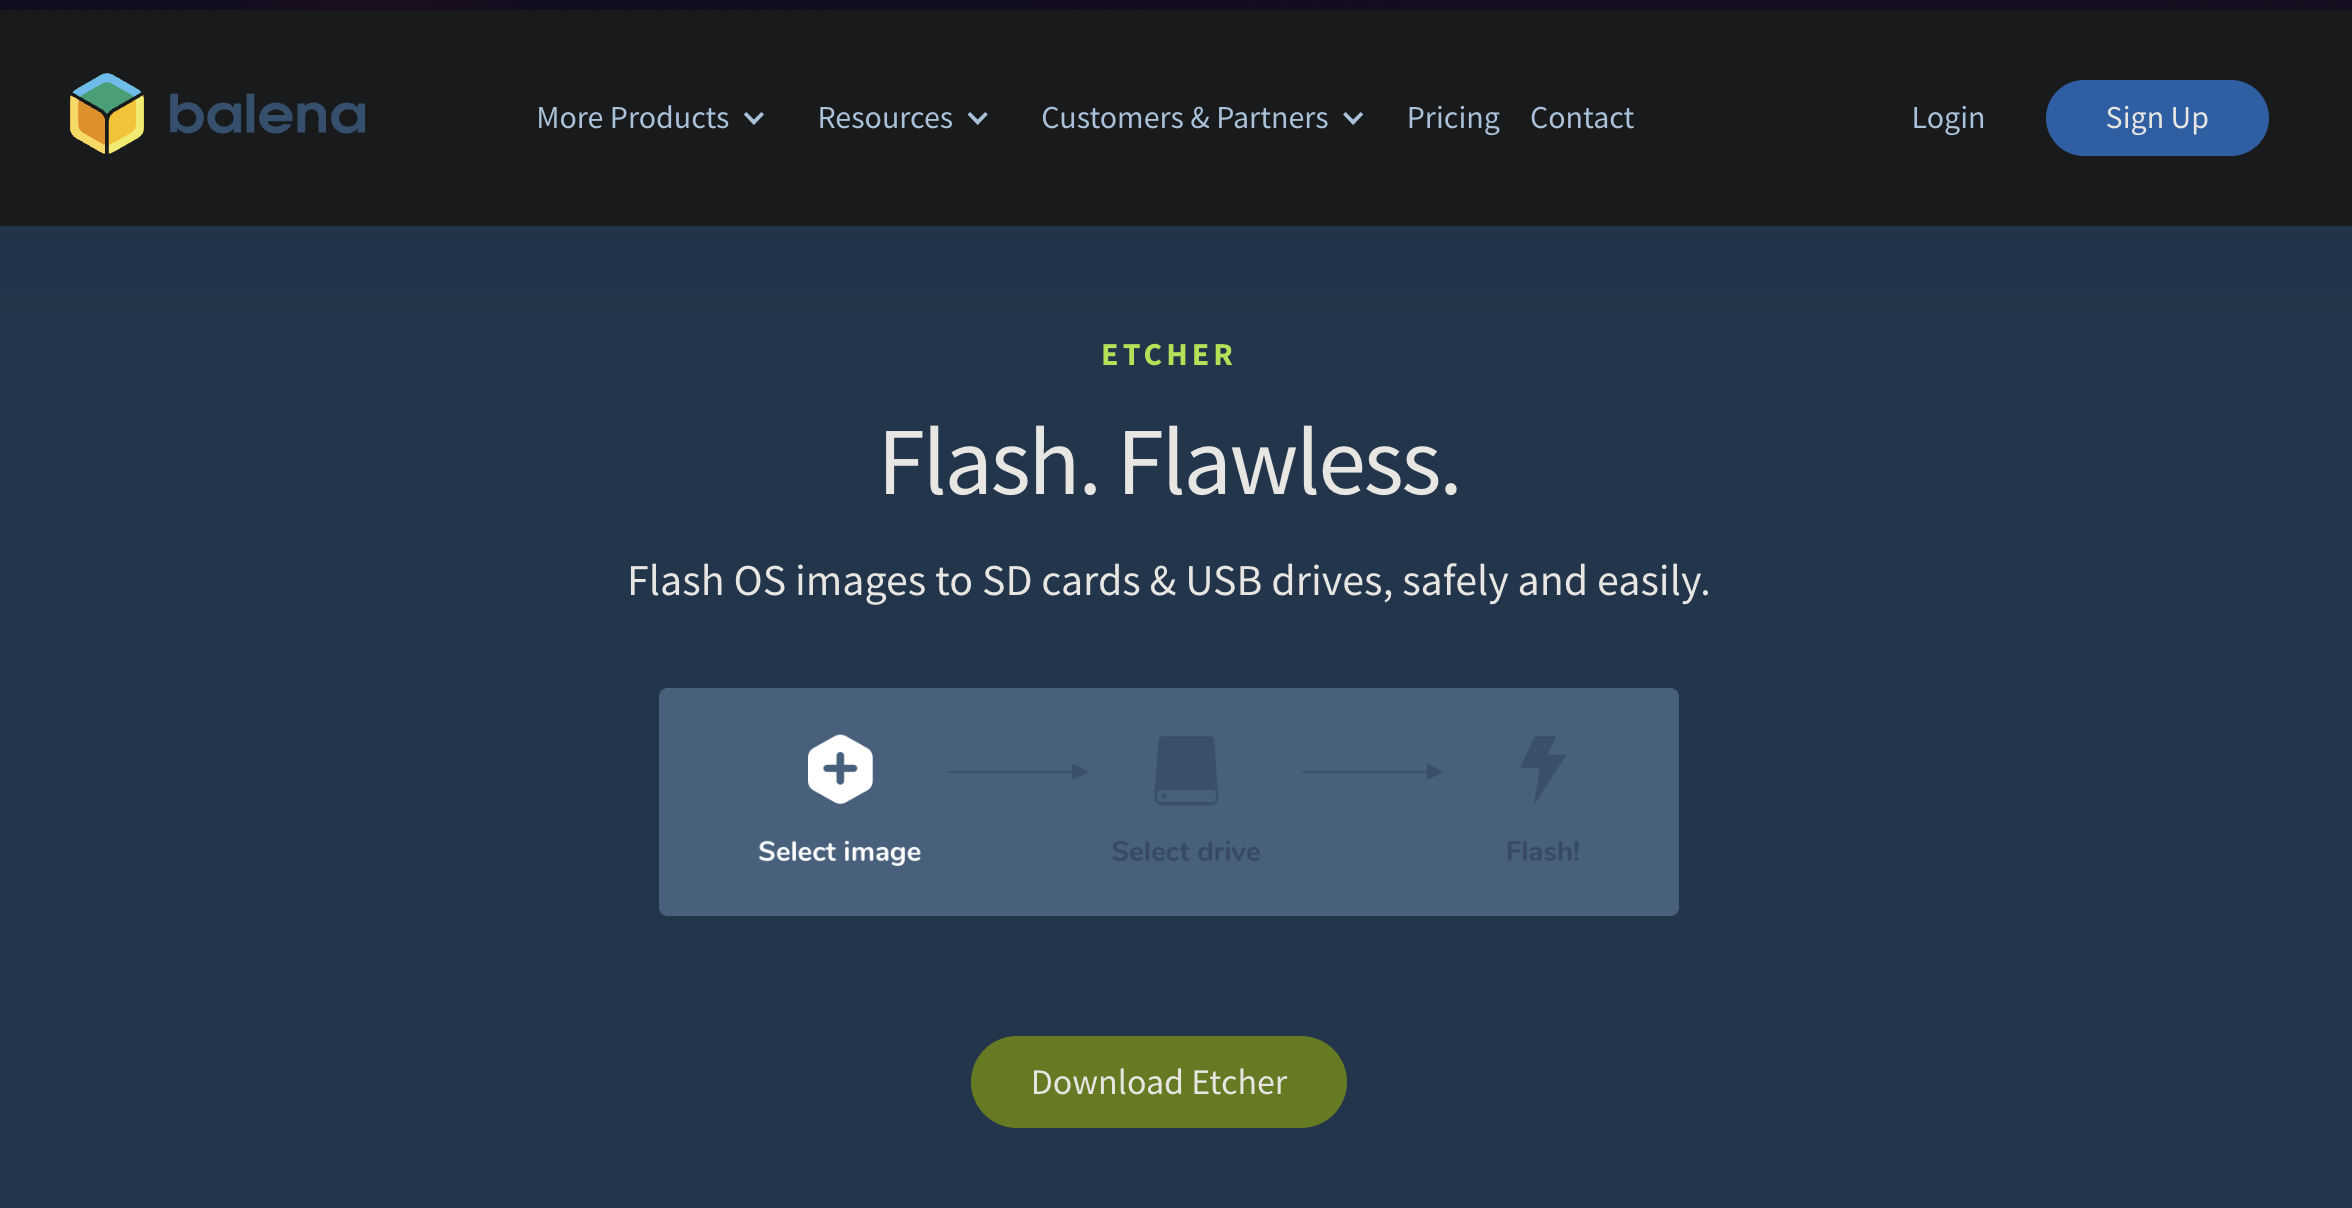 balena
More Products
Resources
Customers & Partners
Pricing
Contact
Login
Sign Up
ETCHER
Flash. Flawless.
Flash OS images to SD cards & USB drives, safely and easily.
Select image
Select drive
Flash!
Download Etcher